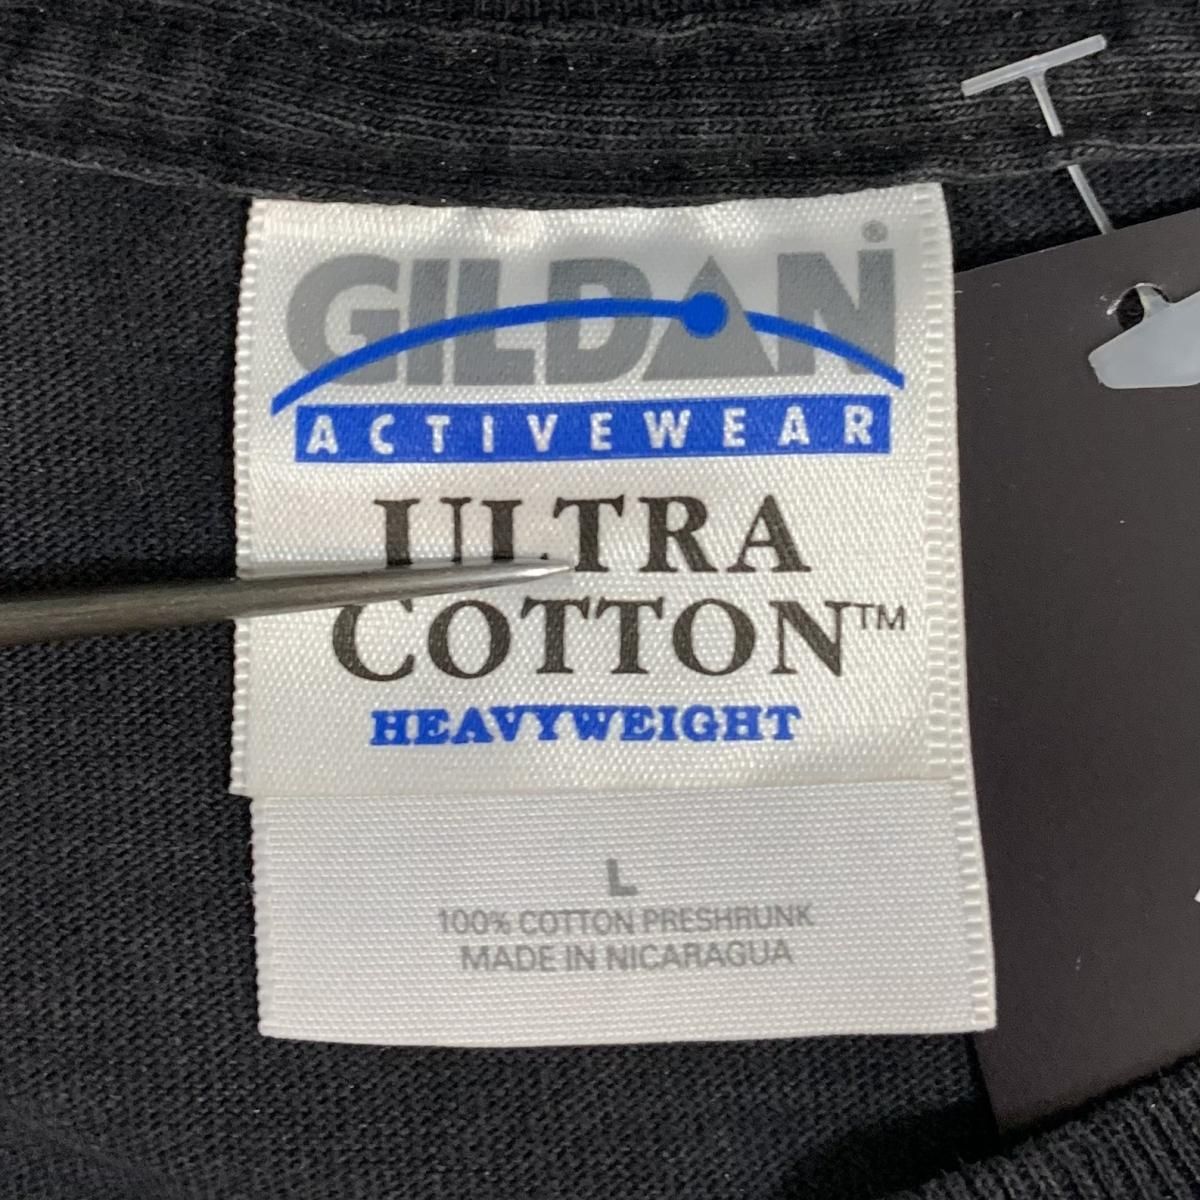 GILDAN®
ACTIVEWEAR
ULTRA
COTTON™
HEAVYWEIGHT
L
100% COTTON PRESHRUNK
MADE IN NICARAGUA